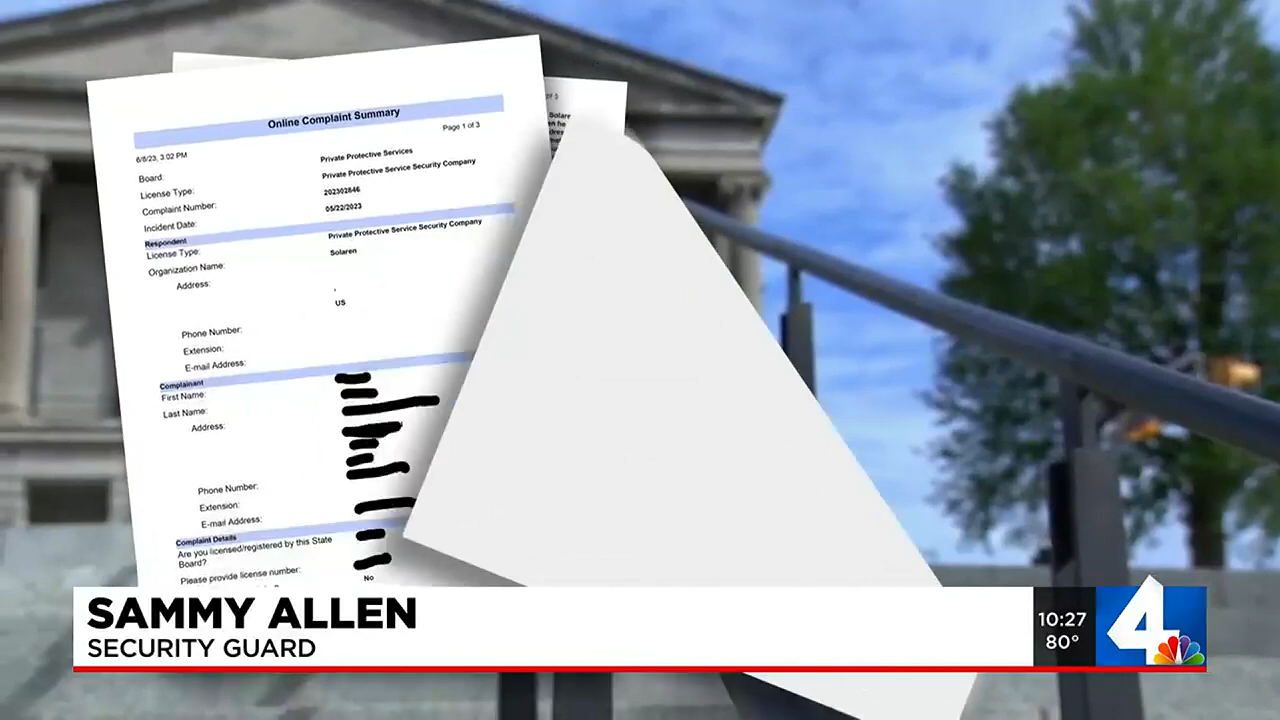 Online Complaint Summary
Page 1 of 3
6/8/23, 3:02 PM
Board: Private Protective Services
License Type: Private Protective Service Security Company
Complaint Number: 202302846
Incident Date: 05/22/2023
Respondent
License Type: Private Protective Service Security Company
Organization Name: Solaren
Address: ,
US
Phone Number:
Extension:
E-mail Address:
Complainant
First Name:
Last Name:
Address:
Phone Number:
Extension:
E-mail Address:
Complaint Details
Are you licensed/registered by this State
Board?
Please provide license number:
No
of 3
Solare
SAMMY ALLEN
SECURITY GUARD
10:27
80°
4